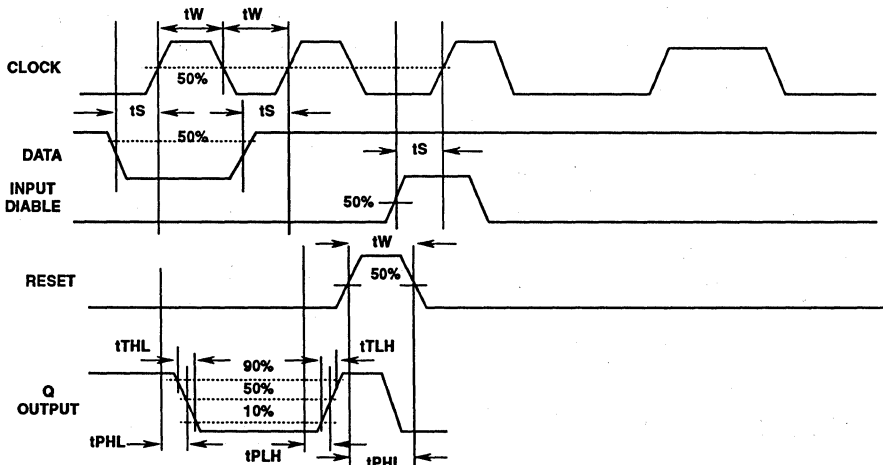 tW tW
CLOCK
50%
tS tS
50%
DATA
tS
INPUT
DIABLE
50%
tW
RESET
50%
tTHL tTLH
90%
50%
Q
OUTPUT
10%
tPHL
tPLH
tPHL